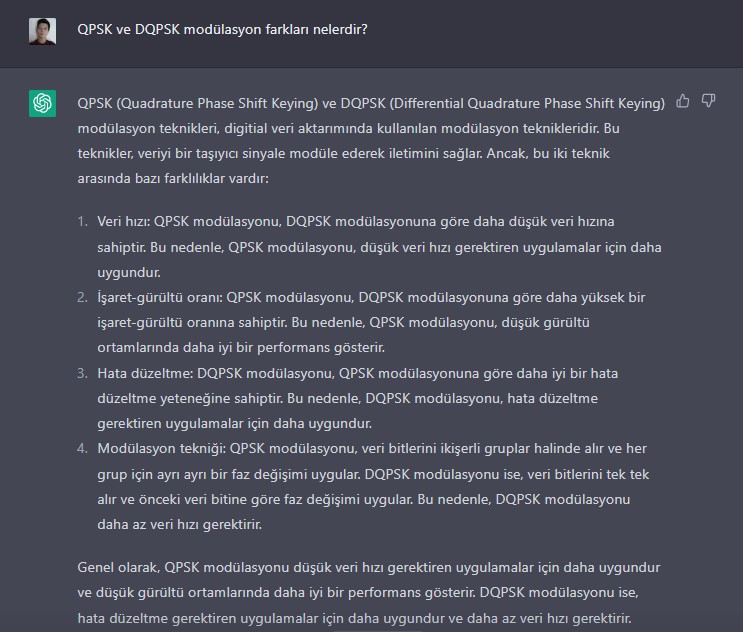 QPSK ve DQPSK modülasyon farkları nelerdir?
QPSK (Quadrature Phase Shift Keying) ve DQPSK (Differential Quadrature Phase Shift Keying)
modülasyon teknikleri, digitial veri aktarımında kullanılan modülasyon teknikleridir. Bu
teknikler, veriyi bir taşıyıcı sinyale modüle ederek iletimini sağlar. Ancak, bu iki teknik
arasında bazı farklılıklar vardır:
1. Veri hızı: QPSK modülasyonu, DQPSK modülasyonuna göre daha düşük veri hızına
sahiptir. Bu nedenle, QPSK modülasyonu, düşük veri hızı gerektiren uygulamalar için daha
uygundur.
2. İşaret-gürültü oranı: QPSK modülasyonu, DQPSK modülasyonuna göre daha yüksek bir
işaret-gürültü oranına sahiptir. Bu nedenle, QPSK modülasyonu, düşük gürültü
ortamlarında daha iyi bir performans gösterir.
3. Hata düzeltme: DQPSK modülasyonu, QPSK modülasyonuna göre daha iyi bir hata
düzeltme yeteneğine sahiptir. Bu nedenle, DQPSK modülasyonu, hata düzeltme
gerektiren uygulamalar için daha uygundur.
4. Modülasyon tekniği: QPSK modülasyonu, veri bitlerini ikişerli gruplar halinde alır ve her
grup için ayrı ayrı bir faz değişimi uygular. DQPSK modülasyonu ise, veri bitlerini tek tek
alır ve önceki veri bitine göre faz değişimi uygular. Bu nedenle, DQPSK modülasyonu
daha az veri hızı gerektirir.
Genel olarak, QPSK modülasyonu düşük veri hızı gerektiren uygulamalar için daha uygundur
ve düşük gürültü ortamlarında daha iyi bir performans gösterir. DQPSK modülasyonu ise,
hata düzeltme gerektiren uygulamalar için daha uygundur ve daha az veri hızı gerektirir.